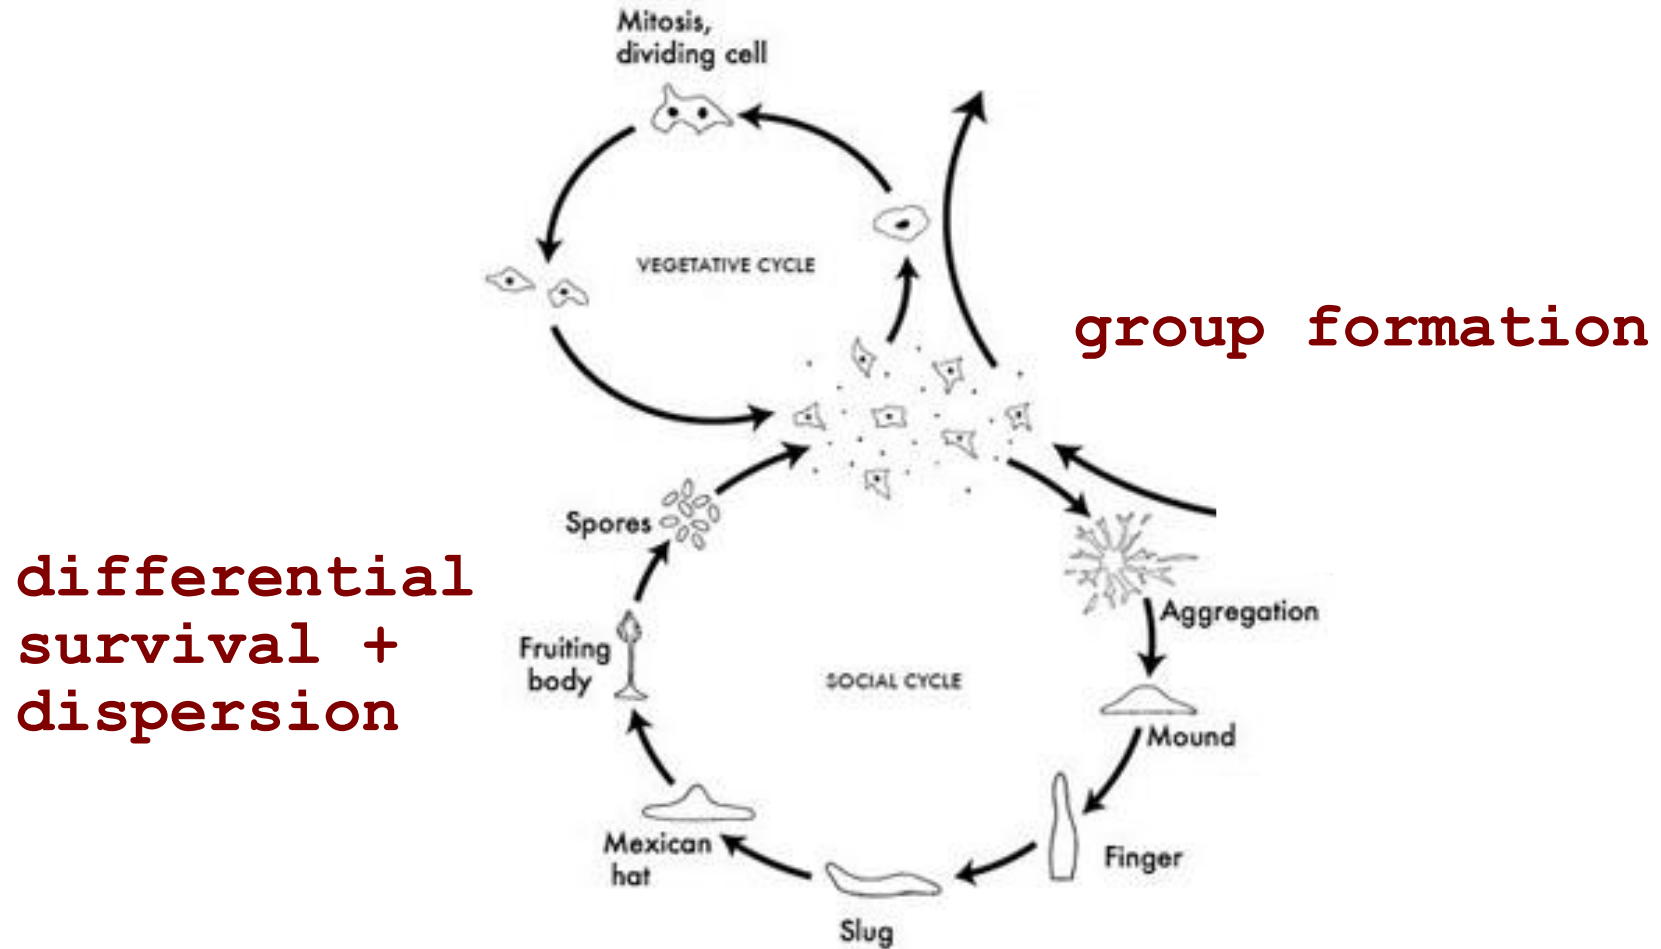 Mitosis,
dividing cell
VEGETATIVE CYCLE
group formation
Spores
differential
survival +
dispersion
Aggregation
Fruiting
body
SOCIAL CYCLE
Mound
Mexican
hat
Finger
Slug